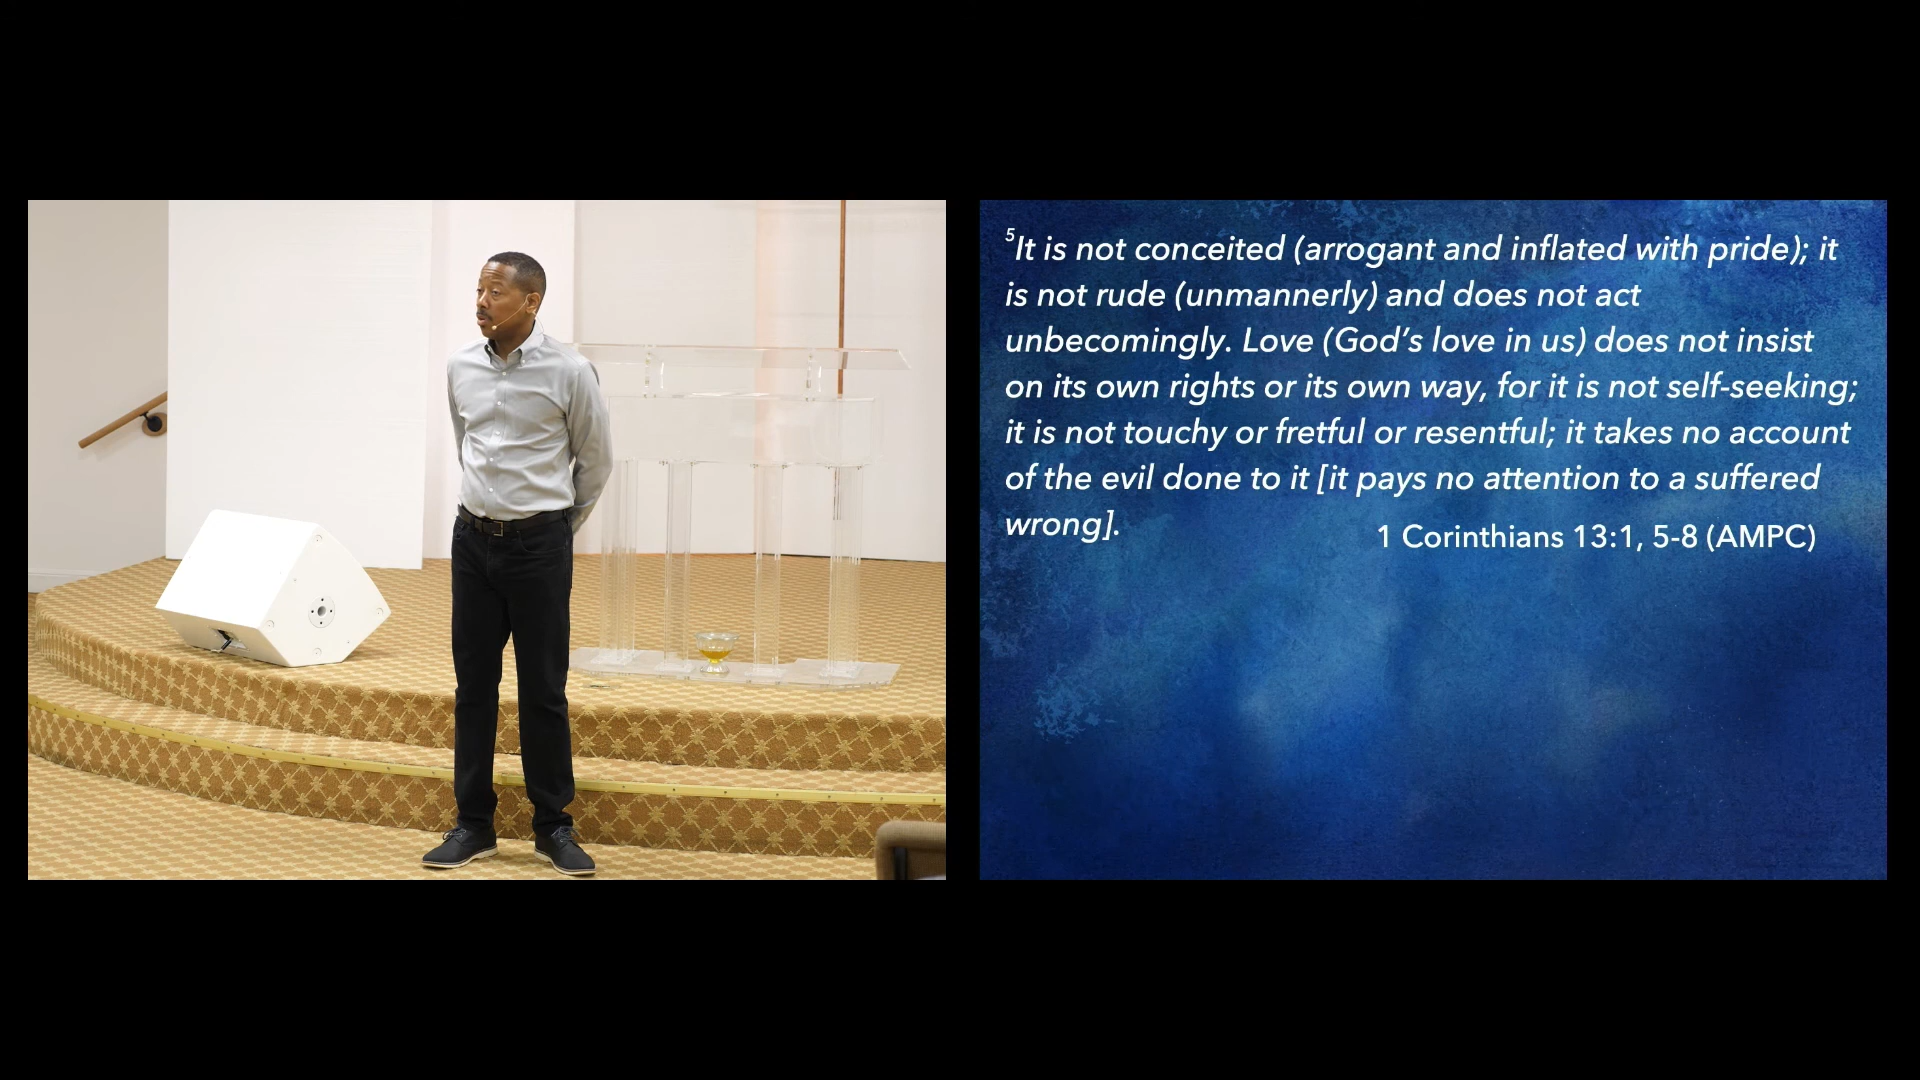 ⁵It is not conceited (arrogant and inflated with pride); it
is not rude (unmannerly) and does not act
unbecomingly. Love (God’s love in us) does not insist
on its own rights or its own way, for it is not self-seeking;
it is not touchy or fretful or resentful; it takes no account
of the evil done to it [it pays no attention to a suffered
wrong].
1 Corinthians 13:1, 5-8 (AMPC)